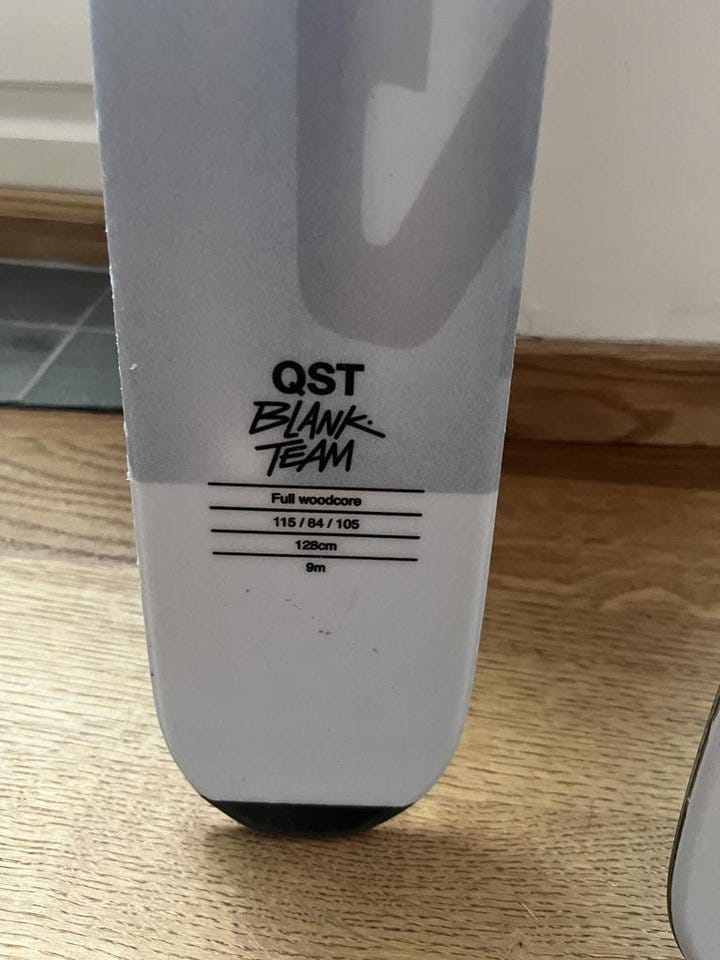 QST
BLANK.
TEAM
Full woodcore
115 / 84 / 105
128cm
9m